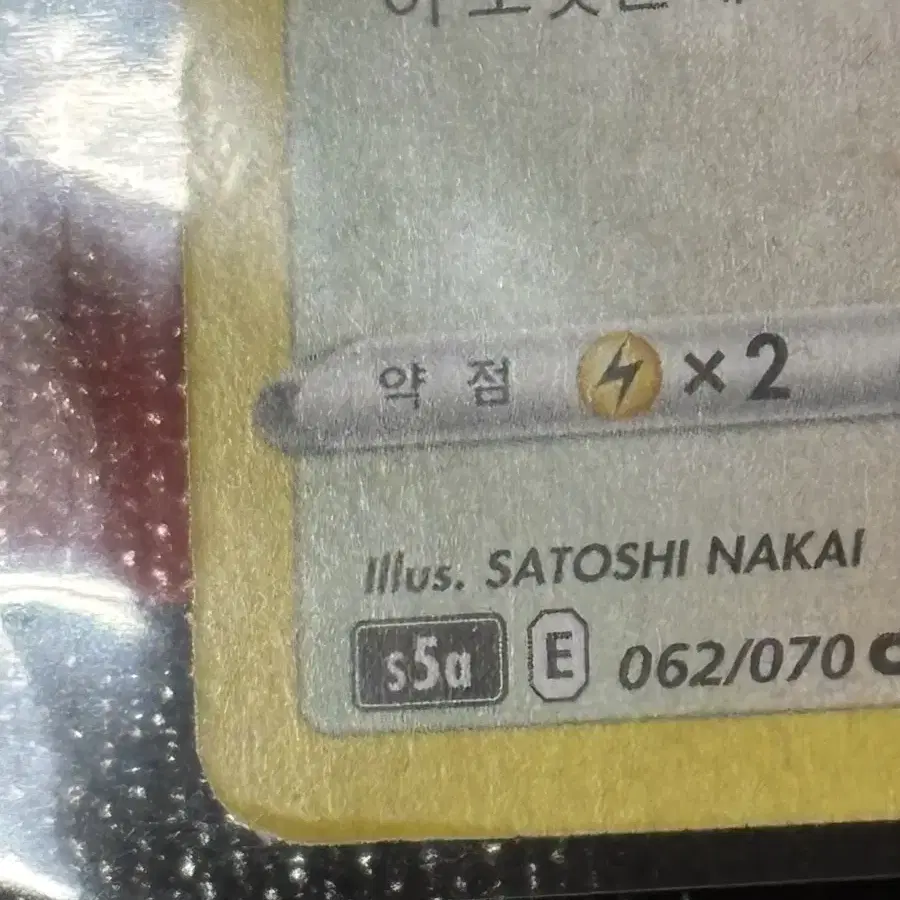 약 점 ×2
Illus. SATOSHI NAKAI
s5a E 062/070